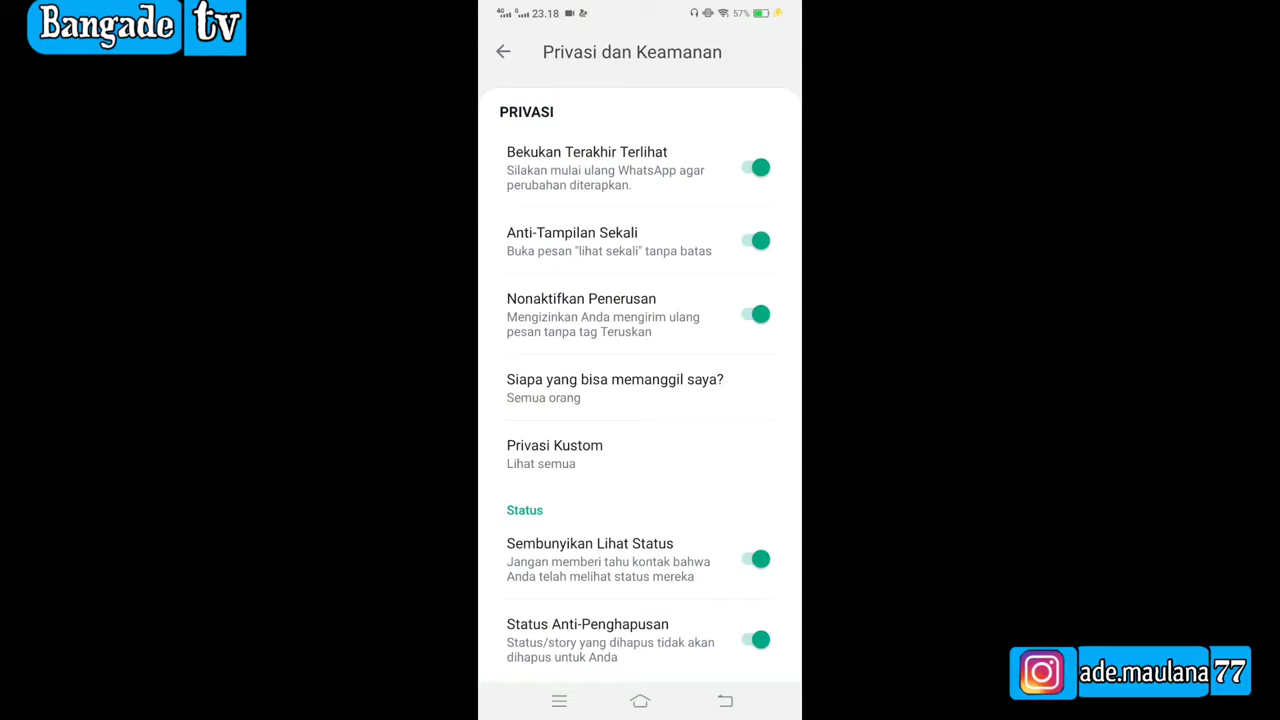 Bangade tv
4G G 23.18 57%
Privasi dan Keamanan
PRIVASI
Bekukan Terakhir Terlihat
Silakan mulai ulang WhatsApp agar
perubahan diterapkan.
Anti-Tampilan Sekali
Buka pesan "lihat sekali" tanpa batas
Nonaktifkan Penerusan
Mengizinkan Anda mengirim ulang
pesan tanpa tag Teruskan
Siapa yang bisa memanggil saya?
Semua orang
Privasi Kustom
Lihat semua
Status
Sembunyikan Lihat Status
Jangan memberi tahu kontak bahwa
Anda telah melihat status mereka
Status Anti-Penghapusan
Status/story yang dihapus tidak akan
dihapus untuk Anda
ade.maulana 77